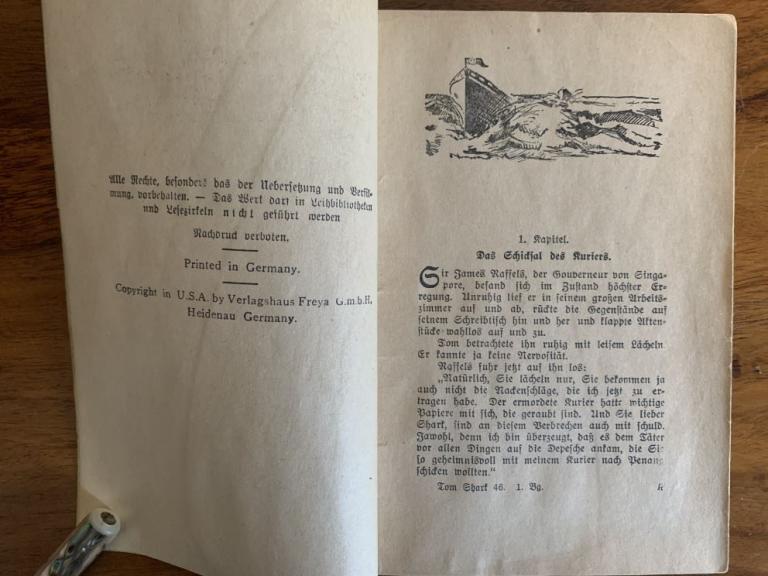 Alle Rechte, besonders das der Uebersetzung und Verfil-
mung, vorbehalten. — Das Werk darf in Leihbibliotheken
und Lesezirkeln nicht geführt werden
Nachdruck verboten.
Printed in Germany.
Copyright in U.S.A. by Verlagshaus Freya G.m.b.H.
Heidenau Germany.
1. Kapitel.
Das Schicksal des Kuriers.
Sir James Raffels, der Gouverneur von Singa-
pore, befand sich im Zustand höchster Er-
regung. Unruhig lief er in seinem großen Arbeits-
zimmer auf und ab, rückte die Gegenstände auf
seinem Schreibtisch hin und her und klappte Akten-
stücke wahllos auf und zu.
Tom betrachtete ihn ruhig mit leisem Lächeln
Er kannte ja keine Nervosität.
Raffels fuhr jetzt auf ihn los:
„Natürlich, Sie lächeln nur, Sie bekommen ja
auch nicht die Nackenschläge, die ich jetzt zu er-
tragen habe. Der ermordete Kurier hatte wichtige
Papiere mit sich, die geraubt sind. Und Sie, lieber
Shark, sind an diesem Verbrechen auch mit schuld.
Jawohl, denn ich bin überzeugt, daß es dem Täter
vor allen Dingen auf die Depesche ankam, die Sie
so geheimnisvoll mit meinem Kurier nach Penang
schicken wollten.“
Tom Shark 46. 1. Bg. k